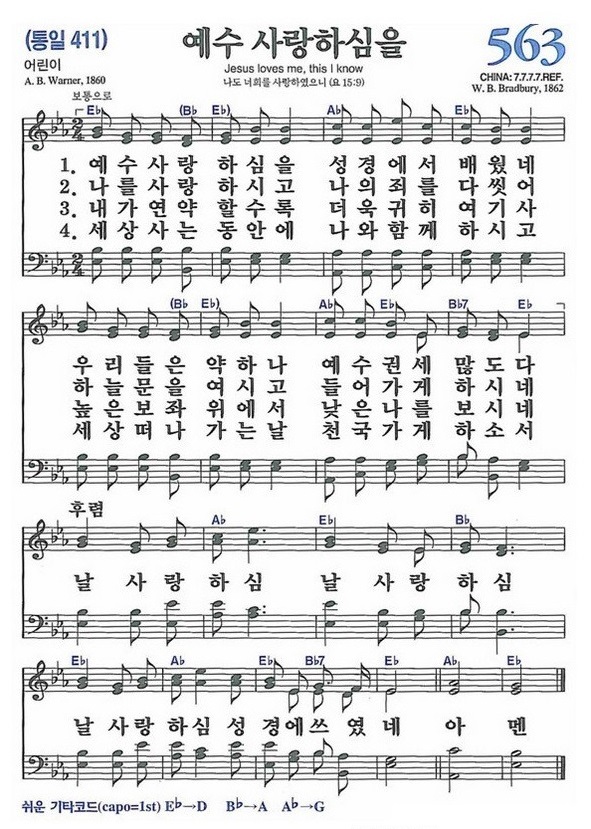 (통일 411)
예수 사랑하심을
563
어린이
Jesus loves me, this I know
CHINA: 7.7.7.7.REF.
A. B. Warner, 1860
나도 너희를 사랑하였으니 (요 15:9)
W. B. Bradbury, 1862
보통으로
E♭ (B♭ E♭) A♭ E♭
1. 예수사랑 하심을 성경에서 배웠네
2. 나를사랑 하시고 나의죄를 다씻어
3. 내가연약 할수록 더욱귀히 여기사
4. 세상사는 동안에 나와함께 하시고
(B♭ E♭) A♭ E♭ B♭7 E♭
우리들은 약하나 예수권세 많도다
하늘문을 여시고 들어가게 하시네
높은보좌 위에서 낮은나를 보시네
세상떠나 가는날 천국가게 하소서
후렴
A♭ E♭ B♭
날 사랑하심 날 사랑하심
E♭ A♭ E♭ B♭7 E♭ A♭ E♭
날사랑하심 성경에쓰였네 아멘
쉬운 기타코드(capo=1st) E♭→D B♭→A A♭→G